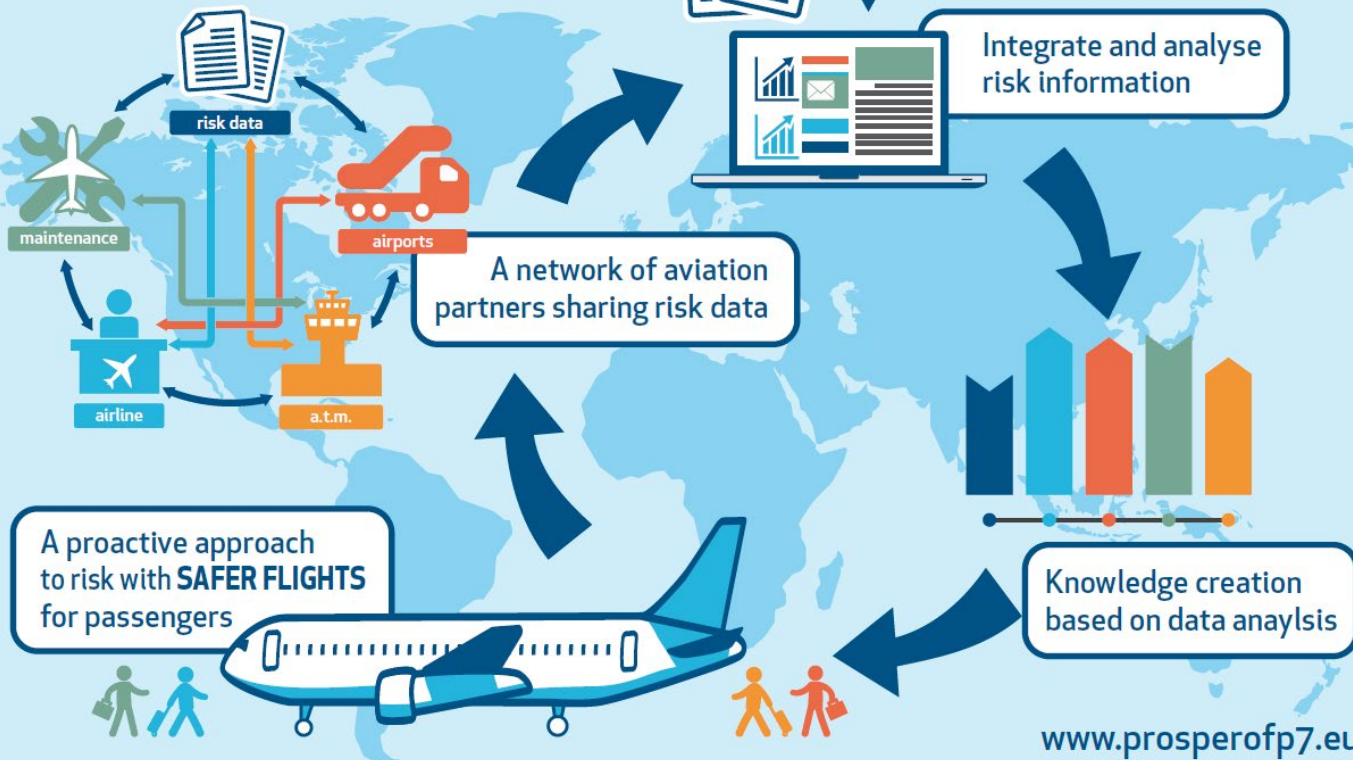 risk data
maintenance
airports
airline
a.t.m.
A network of aviation
partners sharing risk data
Integrate and analyse
risk information
Knowledge creation
based on data anaylsis
A proactive approach
to risk with SAFER FLIGHTS
for passengers
www.prosperofp7.eu